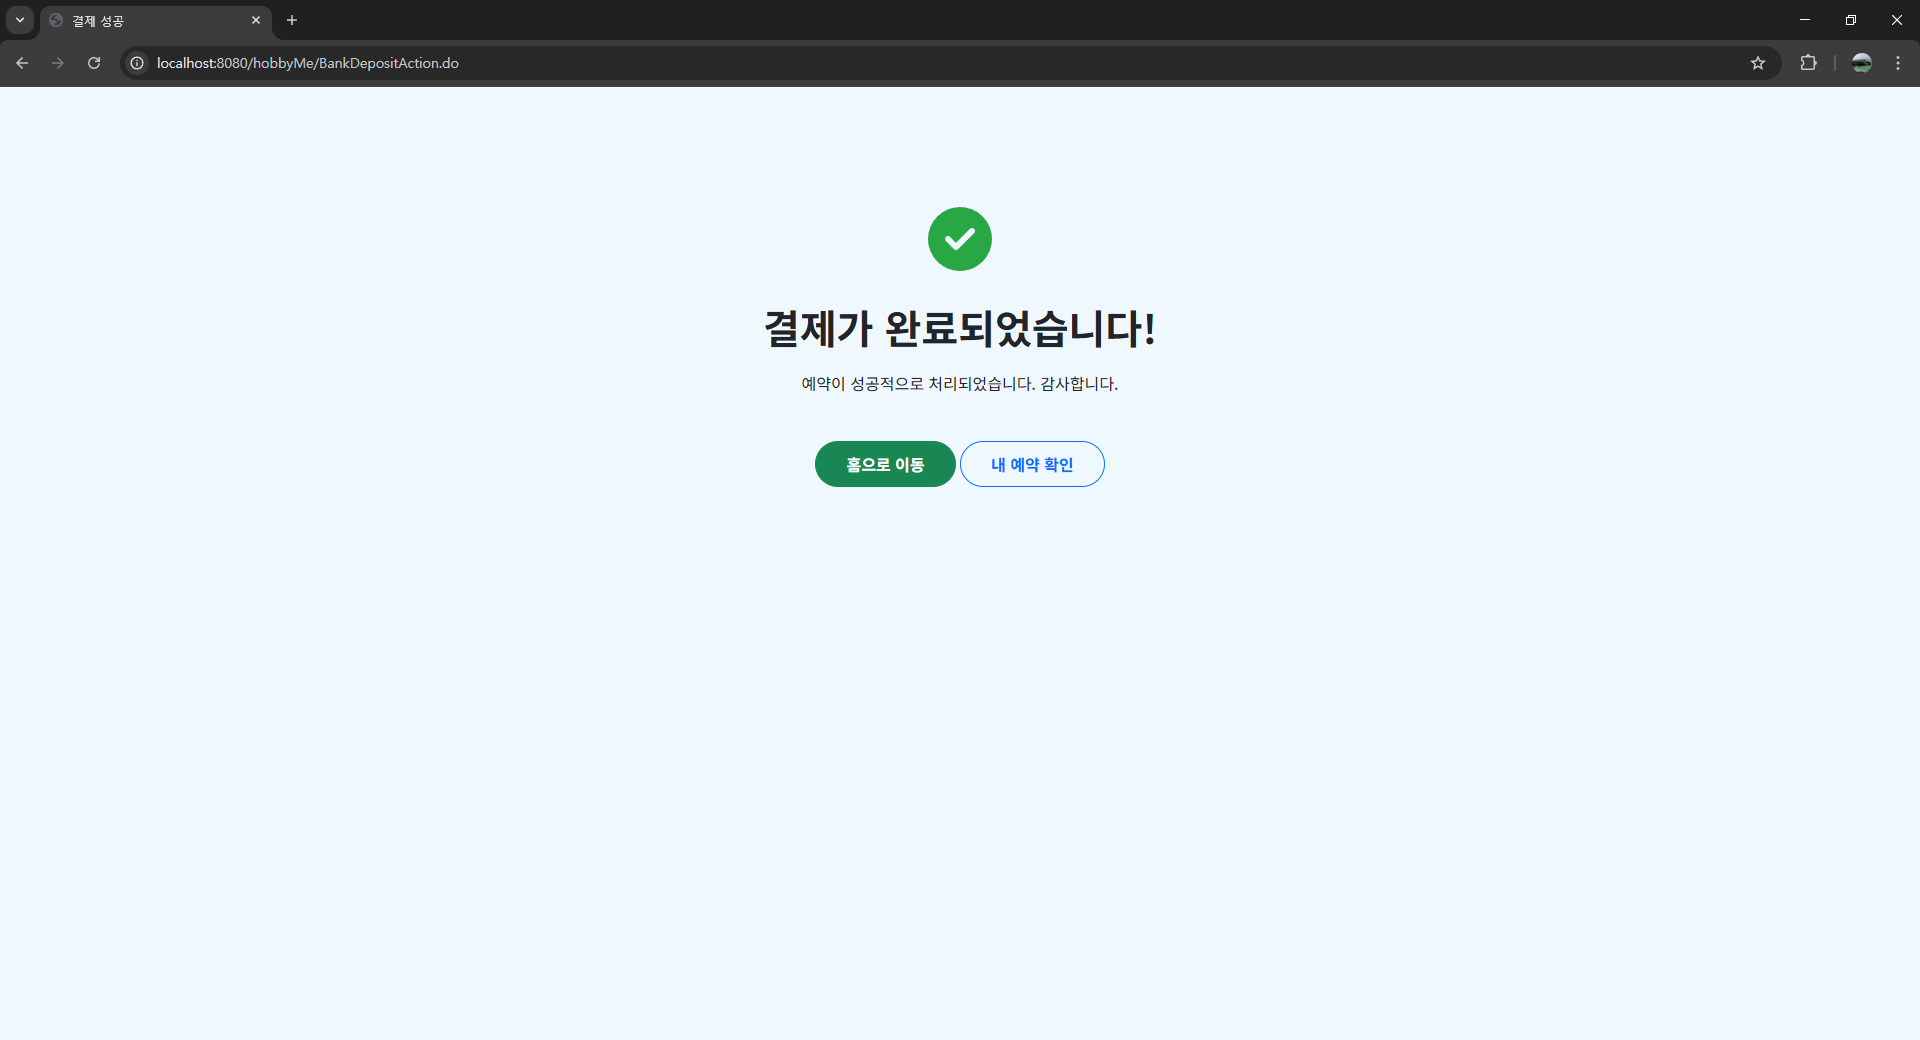 결제 성공
localhost:8080/hobbyMe/BankDepositAction.do
결제가 완료되었습니다!
예약이 성공적으로 처리되었습니다. 감사합니다.
홈으로 이동
내 예약 확인